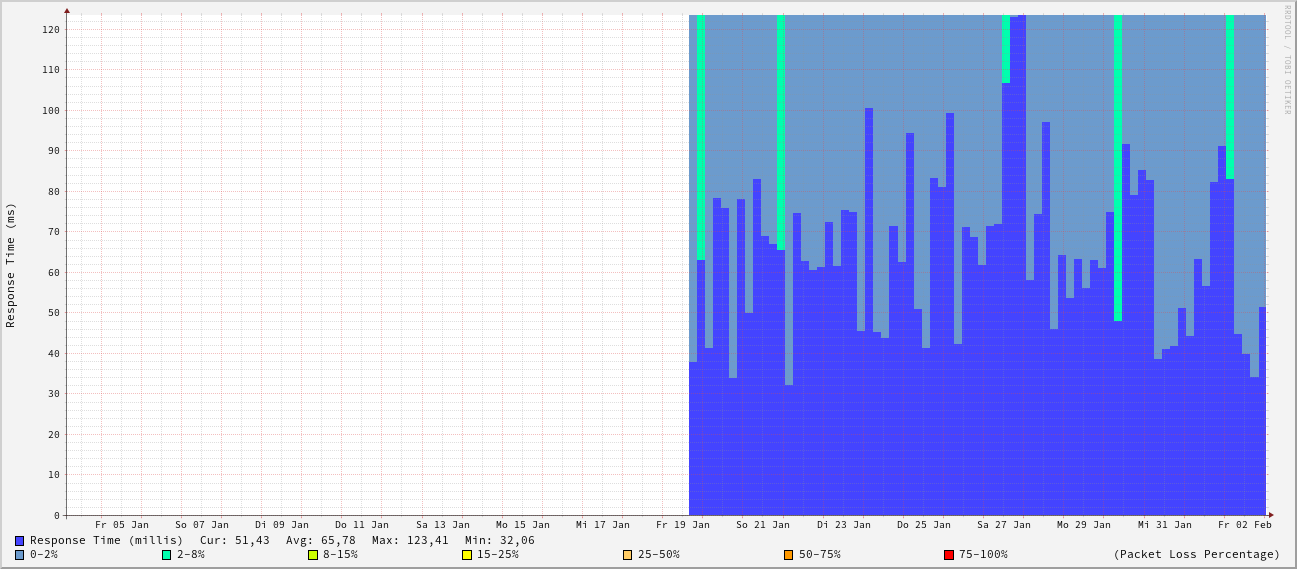 RRDTOOL / TOBI OETIKER
Response Time (ms)
120
110
100
90
80
70
60
50
40
30
20
10
0
Fr 05 Jan So 07 Jan Di 09 Jan Do 11 Jan Sa 13 Jan Mo 15 Jan Mi 17 Jan Fr 19 Jan So 21 Jan Di 23 Jan Do 25 Jan Sa 27 Jan Mo 29 Jan Mi 31 Jan Fr 02 Feb
Response Time (millis) Cur: 51,43 Avg: 65,78 Max: 123,41 Min: 32,06
0-2% 2-8% 8-15% 15-25% 25-50% 50-75% 75-100% (Packet Loss Percentage)